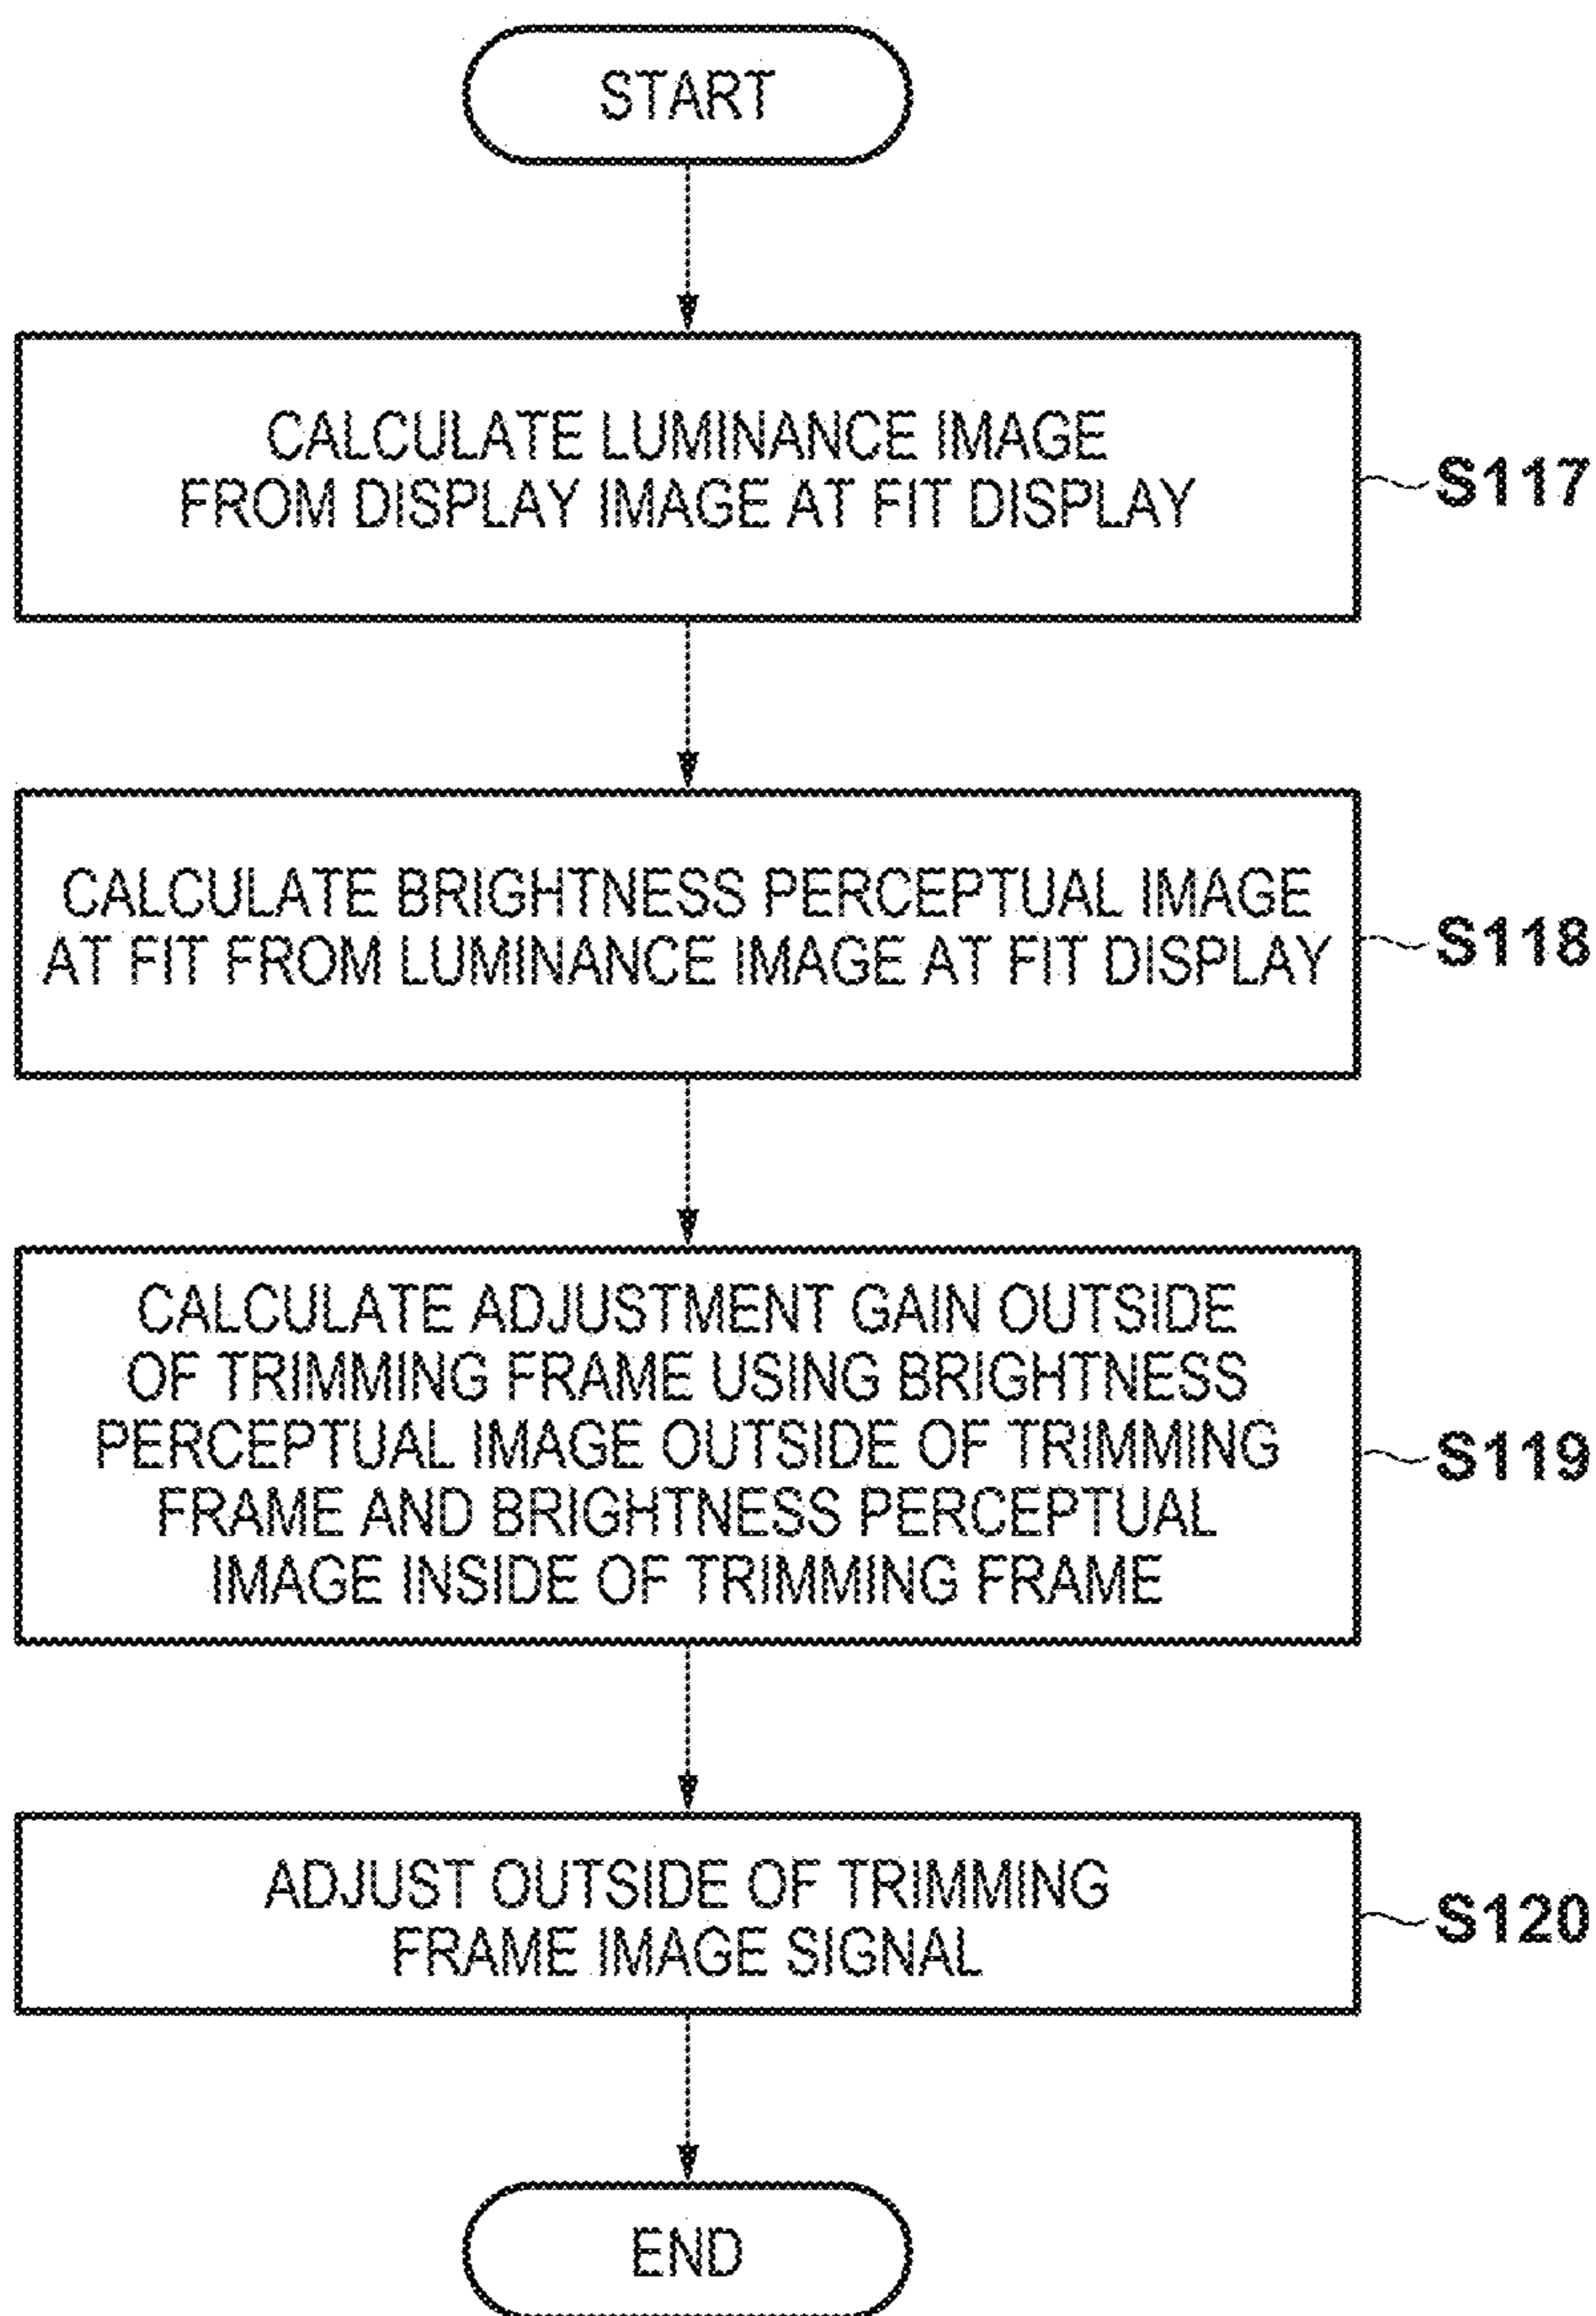 START
CALCULATE LUMINANCE IMAGE
FROM DISPLAY IMAGE AT FIT DISPLAY
S117
CALCULATE BRIGHTNESS PERCEPTUAL IMAGE
AT FIT FROM LUMINANCE IMAGE AT FIT DISPLAY
S118
CALCULATE ADJUSTMENT GAIN OUTSIDE
OF TRIMMING FRAME USING BRIGHTNESS
PERCEPTUAL IMAGE OUTSIDE OF TRIMMING
FRAME AND BRIGHTNESS PERCEPTUAL
IMAGE INSIDE OF TRIMMING FRAME
S119
ADJUST OUTSIDE OF TRIMMING
FRAME IMAGE SIGNAL
S120
END